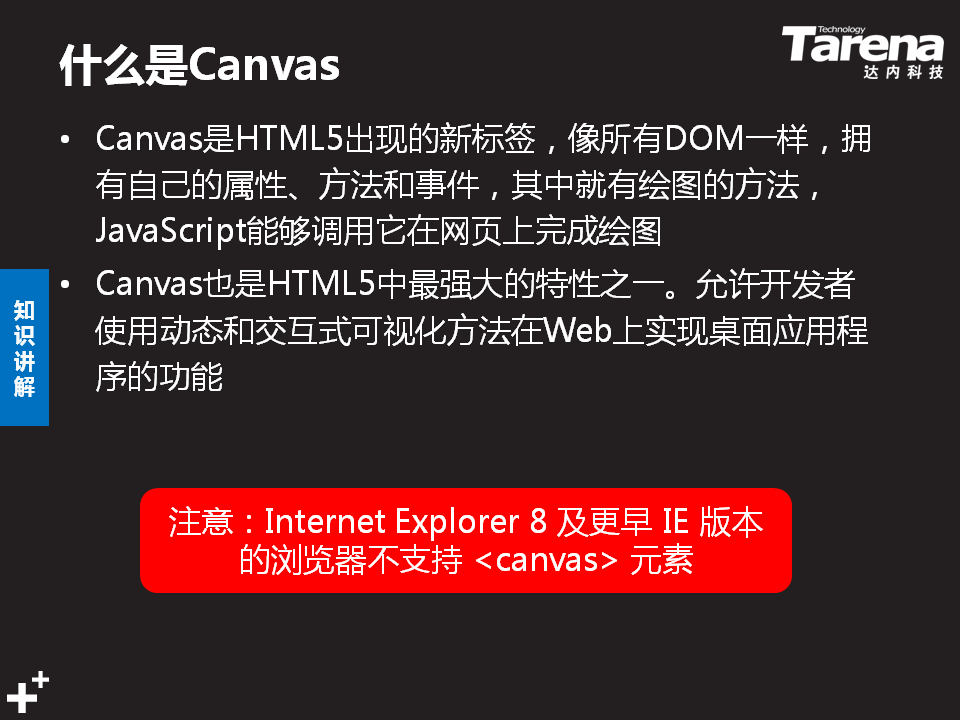 什么是Canvas
Technology
Tarena
达内科技
• Canvas是HTML5出现的新标签，像所有DOM一样，拥
有自己的属性、方法和事件，其中就有绘图的方法，
JavaScript能够调用它在网页上完成绘图
• Canvas也是HTML5中最强大的特性之一。允许开发者
使用动态和交互式可视化方法在Web上实现桌面应用程
序的功能
知识讲解
注意：Internet Explorer 8 及更早 IE 版本
的浏览器不支持 <canvas> 元素